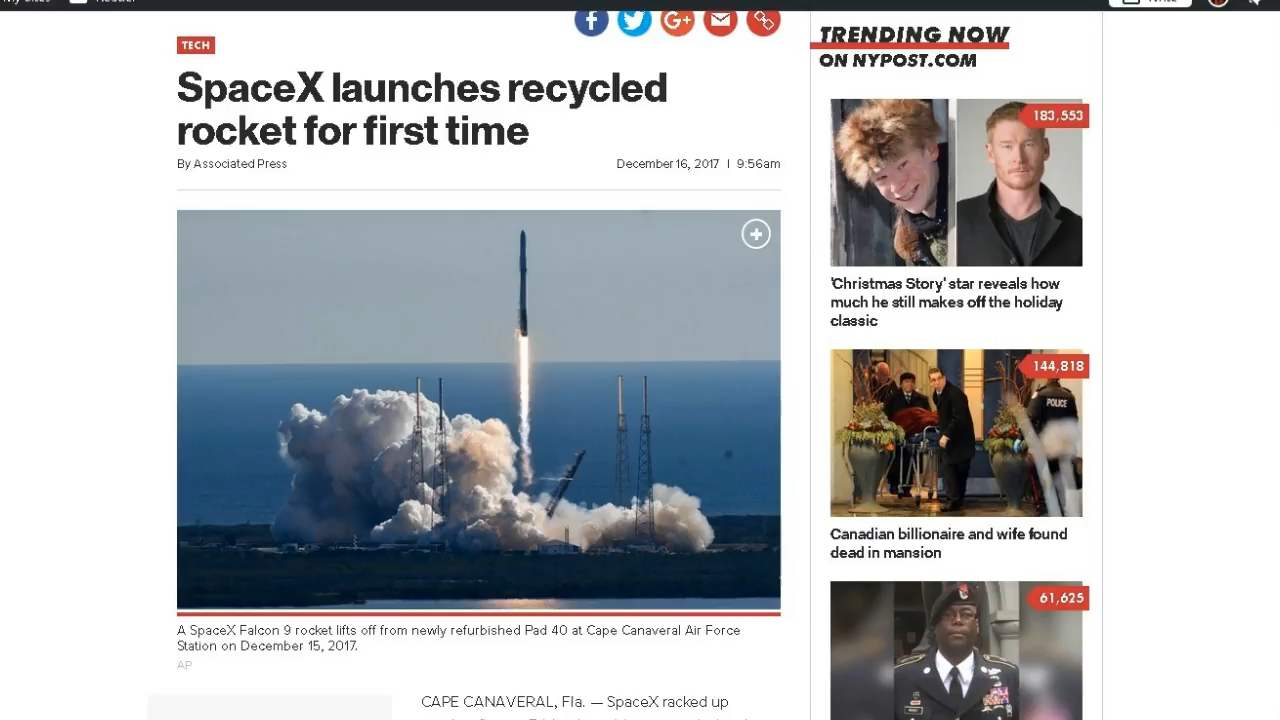 TECH
SpaceX launches recycled
rocket for first time
By Associated Press
December 16, 2017 | 9:56am
A SpaceX Falcon 9 rocket lifts off from newly refurbished Pad 40 at Cape Canaveral Air Force
Station on December 15, 2017.
AP
CAPE CANAVERAL, Fla. — SpaceX racked up
TRENDING NOW
ON NYPOST.COM
183,553
'Christmas Story' star reveals how
much he still makes off the holiday
classic
144,818
POLICE
Canadian billionaire and wife found
dead in mansion
61,625